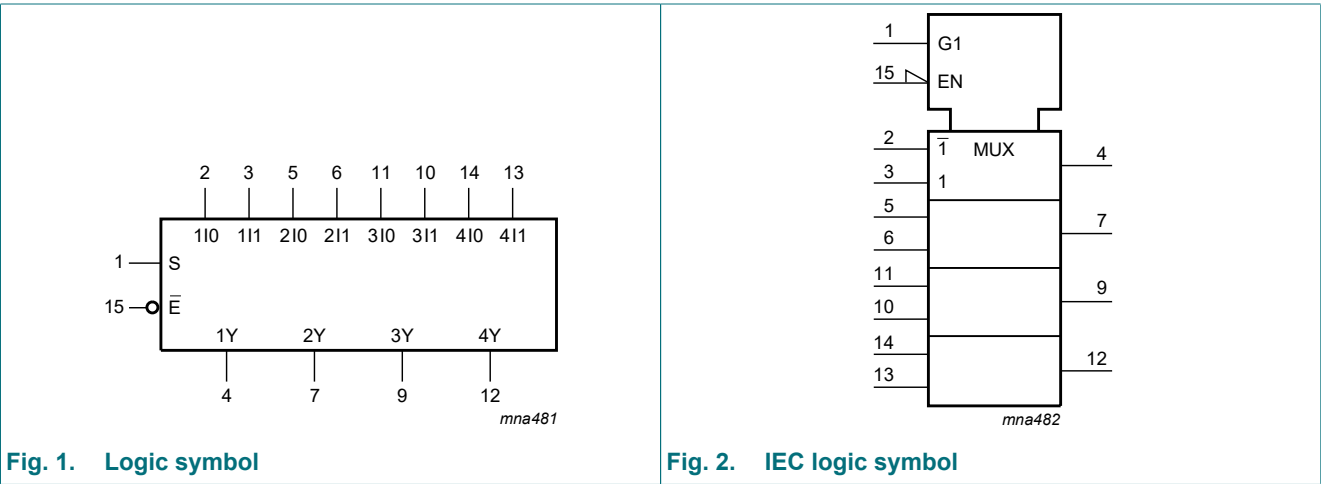 2 3 5 6 11 10 14 13
1I0 1I1 2I0 2I1 3I0 3I1 4I0 4I1
1 S
15 E̅
1Y 2Y 3Y 4Y
4 7 9 12
mna481
Fig. 1. Logic symbol
1 G1
15 EN
2 1̅ MUX 4
3 1
5 7
6
11 9
10
14 12
13
mna482
Fig. 2. IEC logic symbol